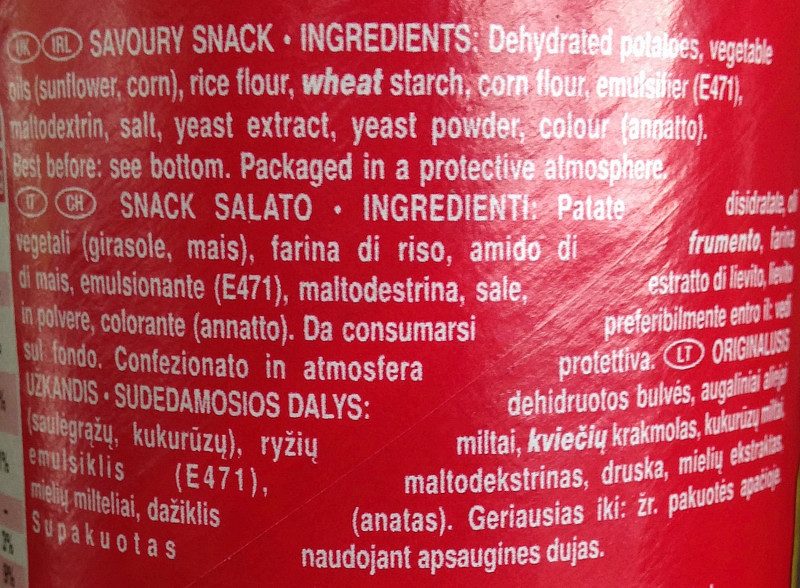 UK IRL SAVOURY SNACK • INGREDIENTS: Dehydrated potatoes, vegetable
oils (sunflower, corn), rice flour, wheat starch, corn flour, emulsifier (E471),
maltodextrin, salt, yeast extract, yeast powder, colour (annatto).
Best before: see bottom. Packaged in a protective atmosphere.
IT CH SNACK SALATO • INGREDIENTI: Patate disidratate, oli
vegetali (girasole, mais), farina di riso, amido di frumento, farina
di mais, emulsionante (E471), maltodestrina, sale, estratto di lievito, lievito
in polvere, colorante (annatto). Da consumarsi preferibilmente entro il: vedi
sul fondo. Confezionato in atmosfera protettiva. LT ORIGINALUSIS
UŽKANDIS • SUDEDAMOSIOS DALYS: dehidruotos bulvės, augaliniai aliejai
(saulėgrąžų, kukurūzų), ryžių miltai, kviečių krakmolas, kukurūzų miltai,
emulsiklis (E471), maltodekstrinas, druska, mielių ekstraktas,
mielių milteliai, dažiklis (anatas). Geriausias iki: žr. pakuotės apačioje.
Supakuotas naudojant apsaugines dujas.